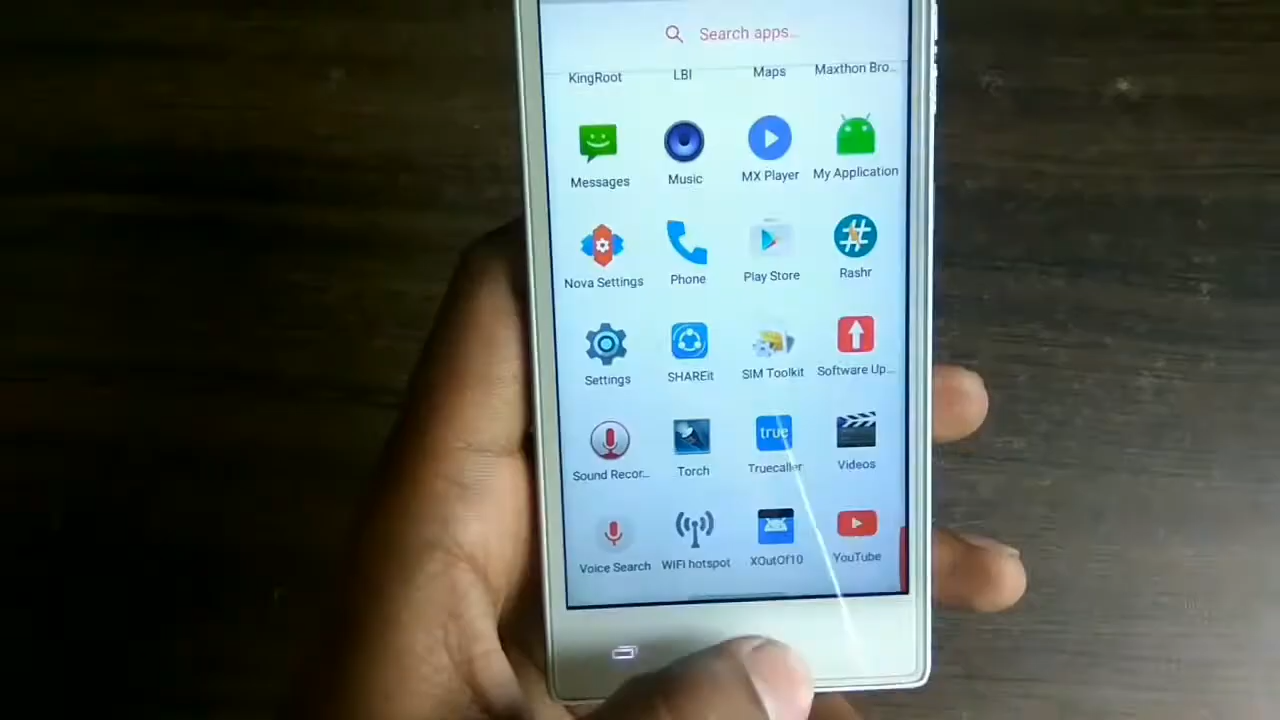 Search apps...
KingRoot LBI Maps Maxthon Bro...
Messages Music MX Player My Application
Nova Settings Phone Play Store Rashr
Settings SHAREit SIM Toolkit Software Up...
true
Sound Recor... Torch Truecaller Videos
Voice Search WIFI hotspot XOutOf10 YouTube